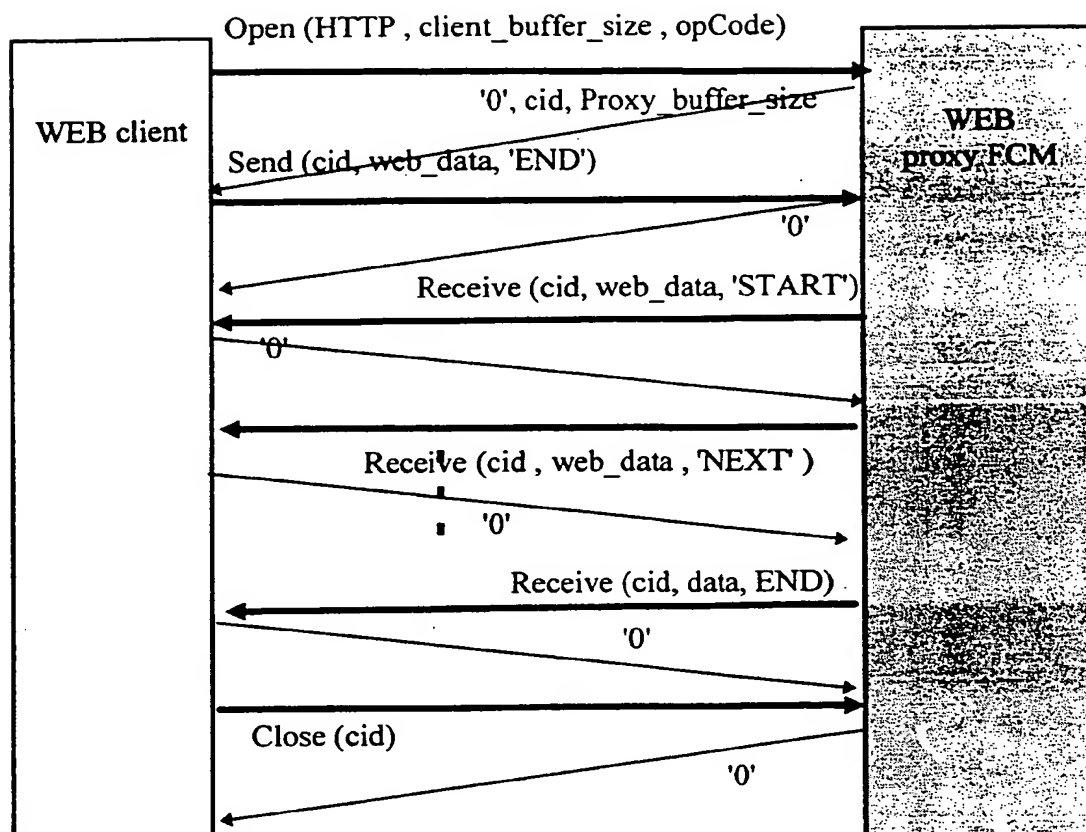 Open (HTTP , client_buffer_size , opCode)
'0', cid, Proxy_buffer_size
WEB client
WEB
proxy FCM
Send (cid, web_data, 'END')
'0'
Receive (cid, web_data, 'START')
'0'
Receive (cid , web_data , 'NEXT' )
'0'
Receive (cid, data, END)
'0'
Close (cid)
'0'